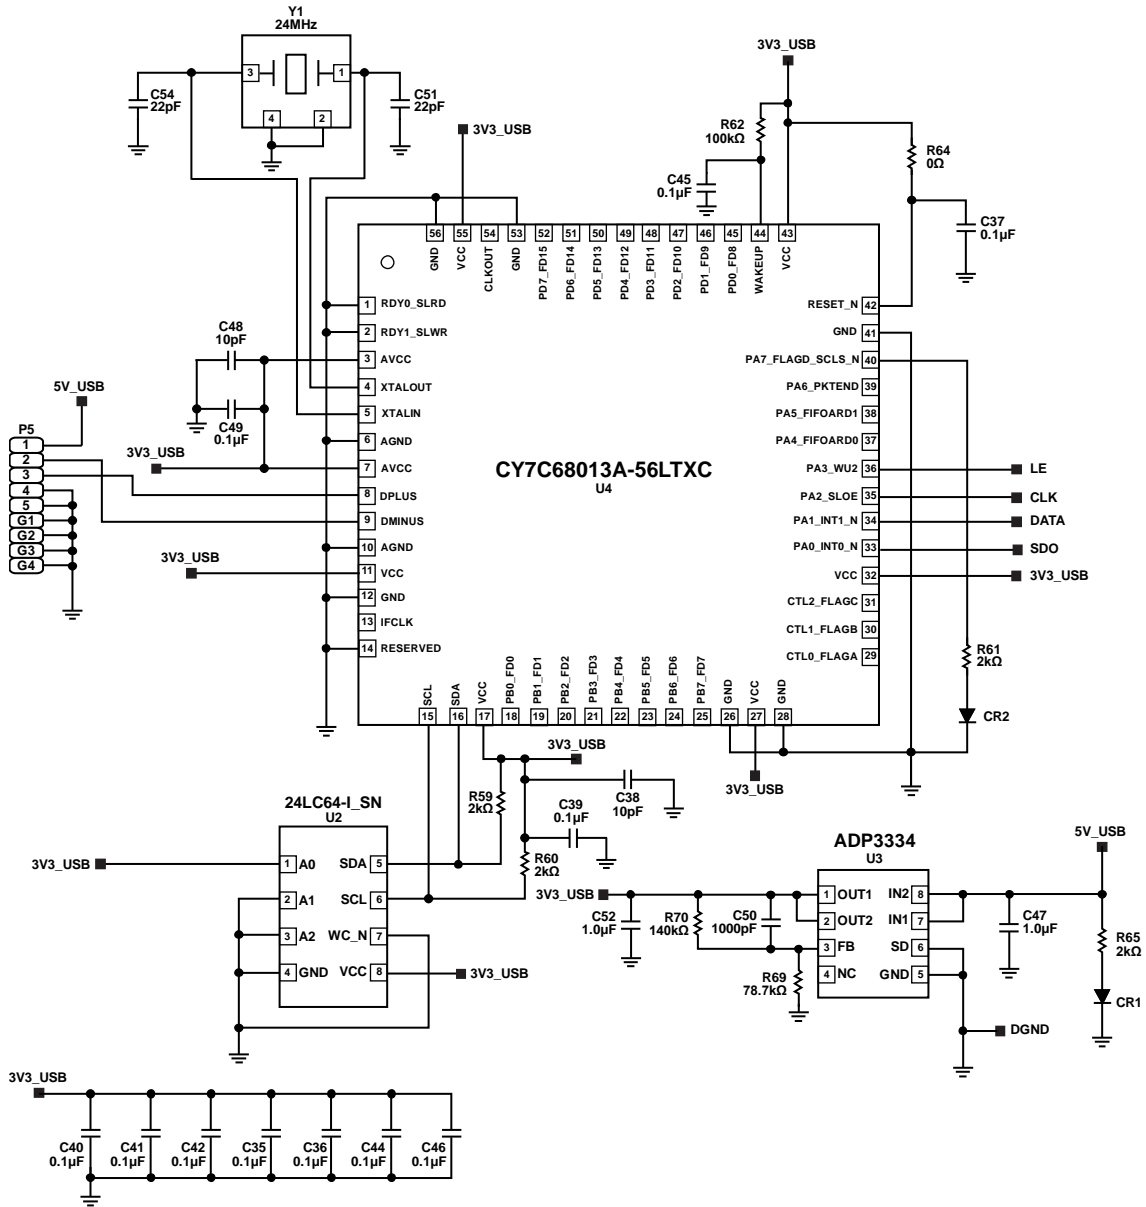 Y1
24MHz
3
1
4
2
C54
22pF
C51
22pF
3V3_USB
3V3_USB
R62
100kΩ
R64
0Ω
C45
0.1µF
C37
0.1µF
56
55
54
53
52
51
50
49
48
47
46
45
44
43
GND
VCC
CLKOUT
GND
PD7_FD15
PD6_FD14
PD5_FD13
PD4_FD12
PD3_FD11
PD2_FD10
PD1_FD9
PD0_FD8
WAKEUP
VCC
1 RDY0_SLRD
2 RDY1_SLWR
3 AVCC
4 XTALOUT
5 XTALIN
6 AGND
7 AVCC
8 DPLUS
9 DMINUS
10 AGND
11 VCC
12 GND
13 IFCLK
14 RESERVED
RESET_N 42
GND 41
PA7_FLAGD_SCLS_N 40
PA6_PKTEND 39
PA5_FIFOARD1 38
PA4_FIFOARD0 37
PA3_WU2 36
PA2_SLOE 35
PA1_INT1_N 34
PA0_INT0_N 33
VCC 32
CTL2_FLAGC 31
CTL1_FLAGB 30
CTL0_FLAGA 29
CY7C68013A-56LTXC
U4
LE
CLK
DATA
SDO
3V3_USB
C48
10pF
C49
0.1µF
3V3_USB
3V3_USB
5V_USB
P5
1
2
3
4
5
G1
G2
G3
G4
SCL
SDA
VCC
PB0_FD0
PB1_FD1
PB2_FD2
PB3_FD3
PB4_FD4
PB5_FD5
PB6_FD6
PB7_FD7
GND
VCC
GND
15
16
17
18
19
20
21
22
23
24
25
26
27
28
R61
2kΩ
CR2
3V3_USB
3V3_USB
R59
2kΩ
C38
10pF
C39
0.1µF
R60
2kΩ
24LC64-I_SN
U2
3V3_USB
1 A0
2 A1
3 A2
4 GND
SDA 5
SCL 6
WC_N 7
VCC 8
3V3_USB
ADP3334
U3
3V3_USB
C52
1.0µF
R70
140kΩ
C50
1000pF
R69
78.7kΩ
1 OUT1
2 OUT2
3 FB
4 NC
IN2 8
IN1 7
SD 6
GND 5
5V_USB
C47
1.0µF
R65
2kΩ
CR1
DGND
3V3_USB
C40
0.1µF
C41
0.1µF
C42
0.1µF
C35
0.1µF
C36
0.1µF
C44
0.1µF
C46
0.1µF